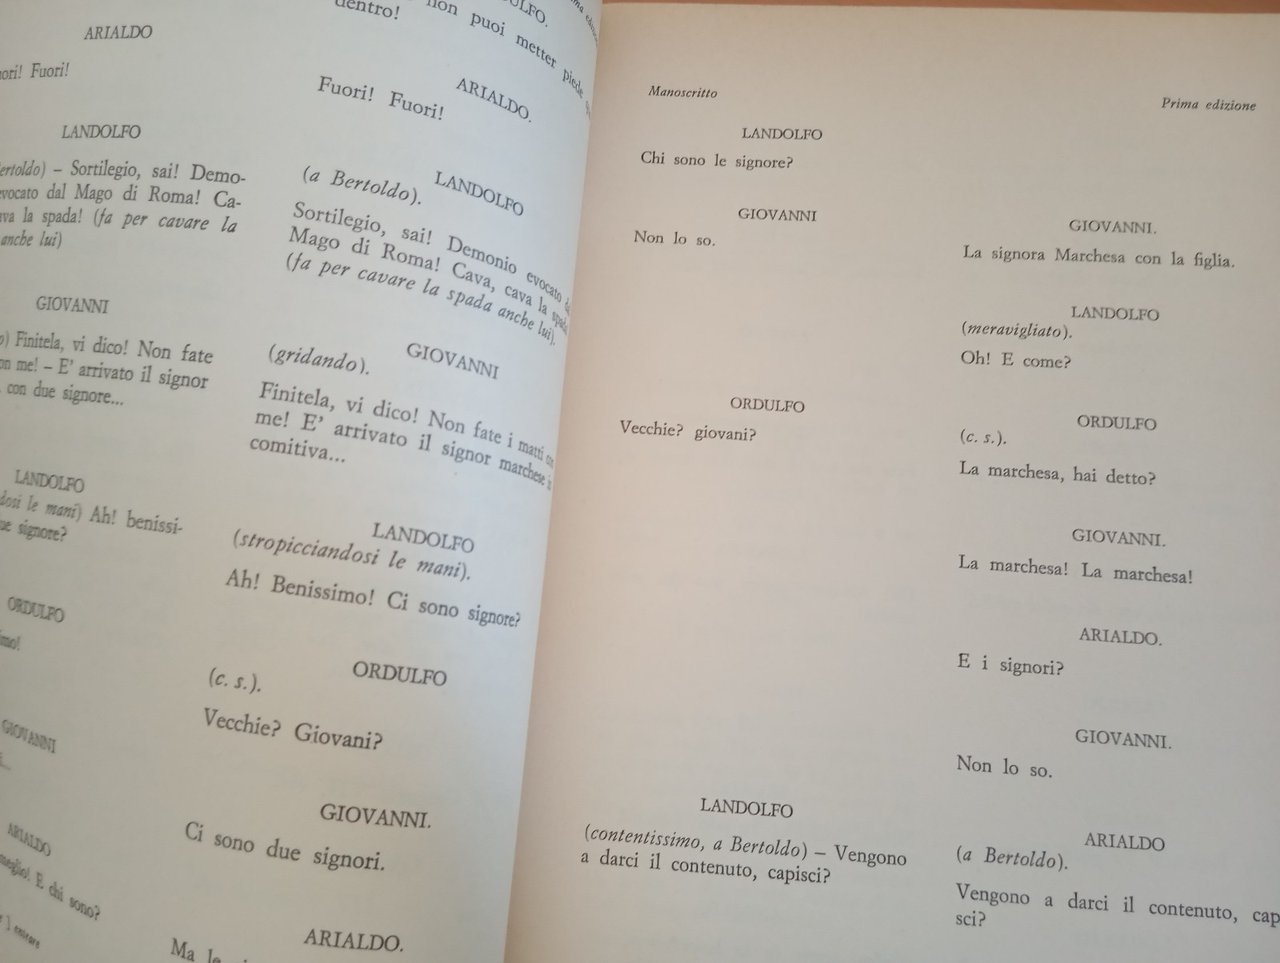 ARIALDO
Fuori!
LANDOLFO
– Sortilegio, sai! Demo-
dal Mago di Roma! Ca-
la spada! (fa per cavare la
anche lui)
GIOVANNI
Finitela, vi dico! Non fate
me! – E' arrivato il signor
con due signore...
LANDOLFO
le mani) Ah! benissi-
signore?
ORDULFO
GIOVANNI
ARIALDO
E chi sono?
dentro!
non puoi metter piede
ARIALDO.
Fuori! Fuori!
LANDOLFO
(a Bertoldo).
Sortilegio, sai! Demonio evocato
Mago di Roma! Cava, cava la spada
(fa per cavare la spada anche lui).
GIOVANNI
(gridando).
Finitela, vi dico! Non fate i matti
me! E' arrivato il signor marchese
comitiva...
LANDOLFO
(stropicciandosi le mani).
Ah! Benissimo! Ci sono signore?
ORDULFO
(c. s.).
Vecchie? Giovani?
GIOVANNI.
Ci sono due signori.
ARIALDO.
Ma le
Manoscritto
LANDOLFO
Chi sono le signore?
GIOVANNI
Non lo so.
ORDULFO
Vecchie? giovani?
LANDOLFO
(contentissimo, a Bertoldo) – Vengono
a darci il contenuto, capisci?
Prima edizione
GIOVANNI.
La signora Marchesa con la figlia.
LANDOLFO
(meravigliato).
Oh! E come?
ORDULFO
(c. s.).
La marchesa, hai detto?
GIOVANNI.
La marchesa! La marchesa!
ARIALDO.
E i signori?
GIOVANNI.
Non lo so.
ARIALDO
(a Bertoldo).
Vengono a darci il contenuto, cap
sci?